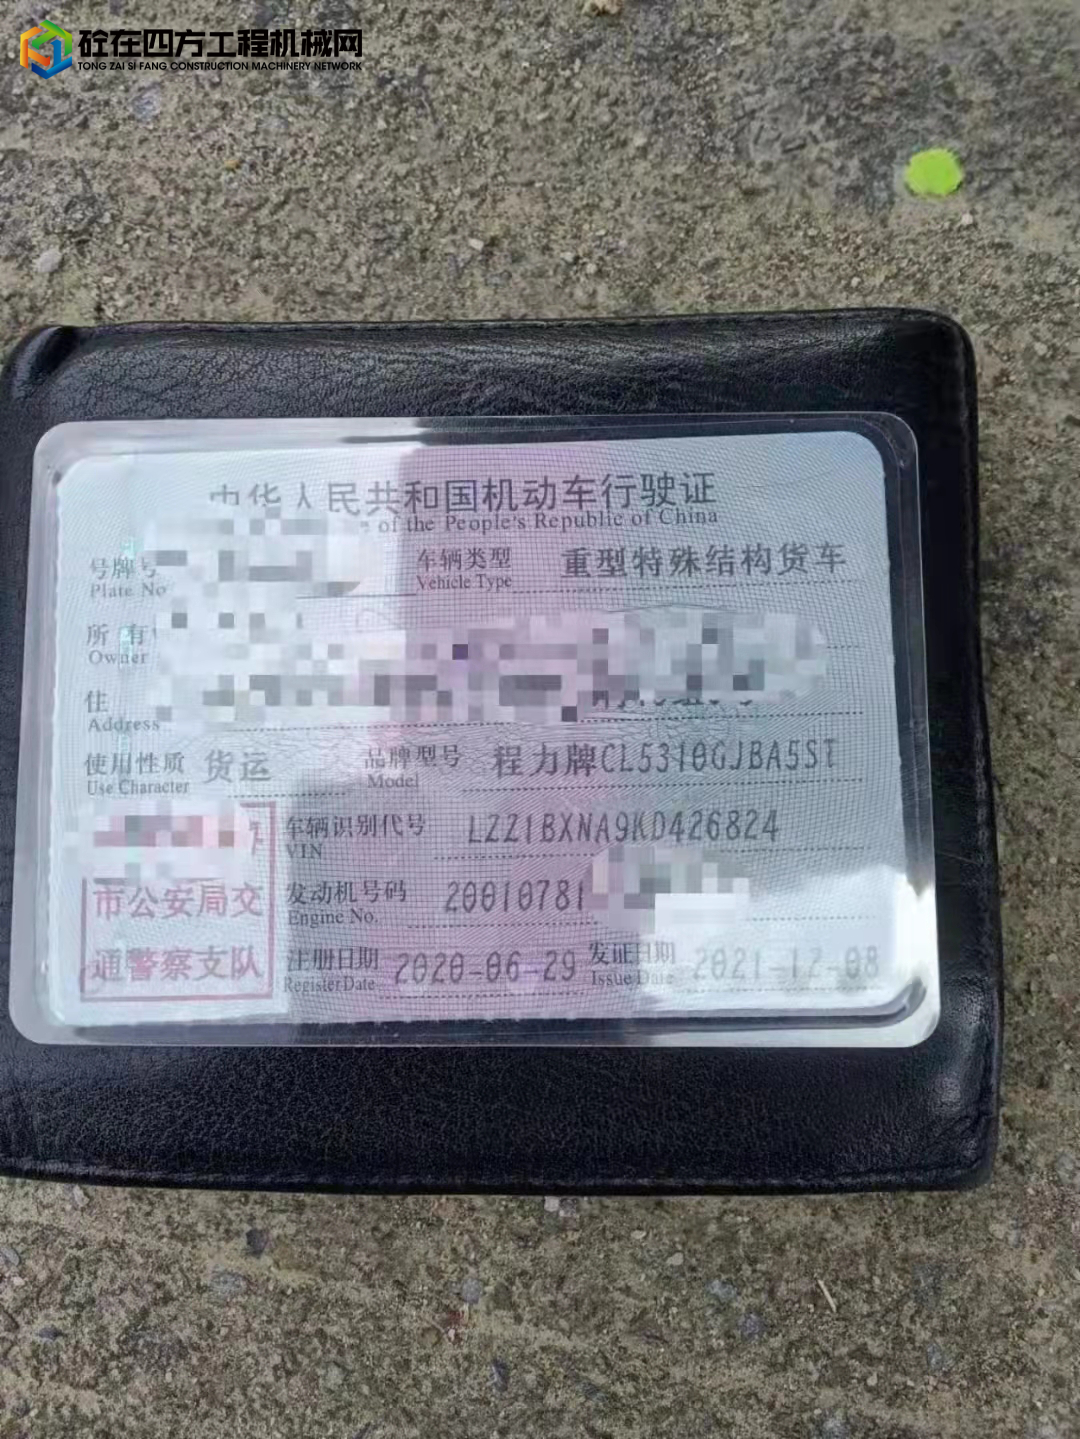 砼在四方工程机械网
TONG ZAI SI FANG CONSTRUCTION MACHINERY NETWORK
中华人民共和国机动车行驶证
of the People's Republic of China
号牌号 车辆类型 重型特殊结构货车
Plate No Vehicle Type
所有
Owner
住
Address
使用性质 货运 品牌型号 程力牌CL5310GJBA5ST
Use Character Model
车辆识别代号 LZZ1BXNA9KD426824
VIN
市公安局交 发动机号码 20010781
Engine No.
通警察支队 注册日期 2020-06-29 发证日期 2021-12-08
Register Date Issue Date